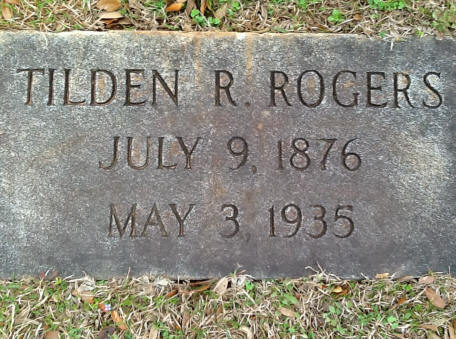 TILDEN R. ROGERS
JULY 9, 1876
MAY 3, 1935